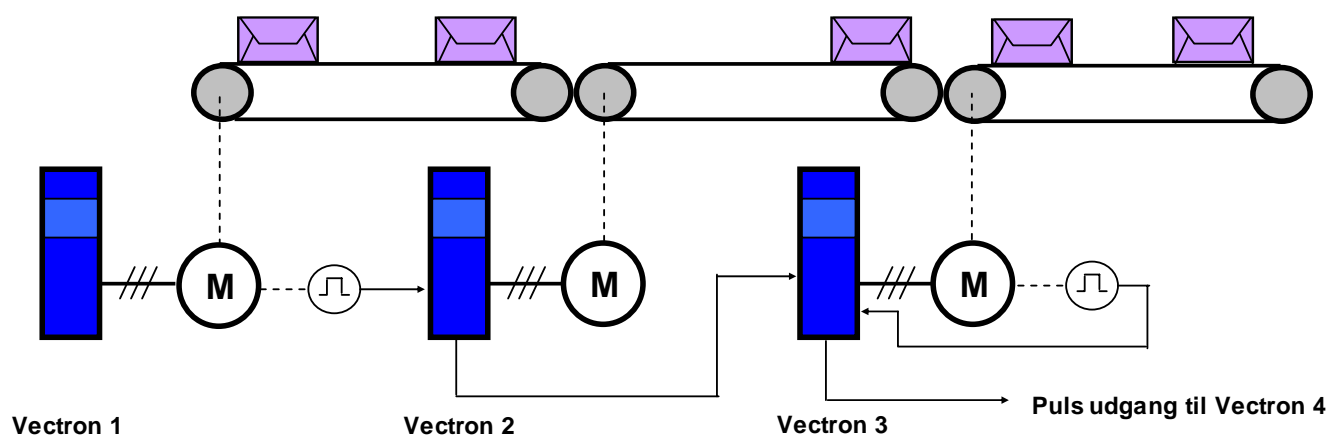 M
M
M
Vectron 1
Vectron 2
Vectron 3
Puls udgang til Vectron 4